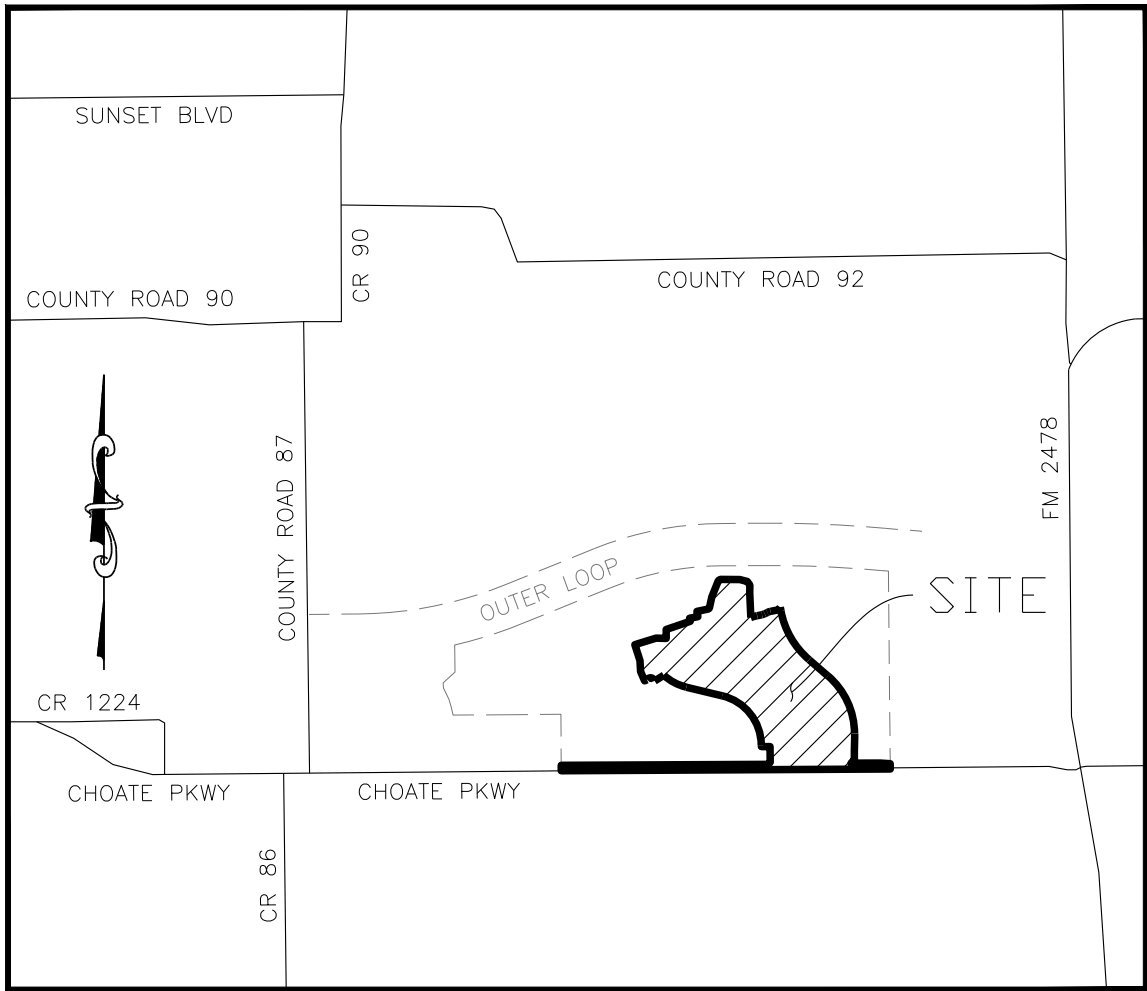 SUNSET BLVD
CR 90
COUNTY ROAD 92
COUNTY ROAD 90
COUNTY ROAD 87
FM 2478
OUTER LOOP
SITE
CR 1224
CHOATE PKWY
CHOATE PKWY
CR 86